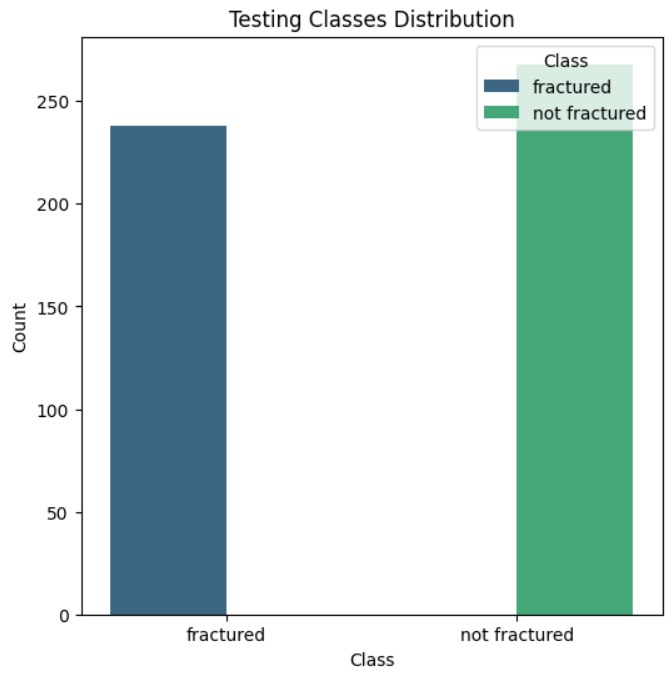 Testing Classes Distribution
Class
fractured
not fractured
250
200
150
100
50
0
Count
fractured
not fractured
Class